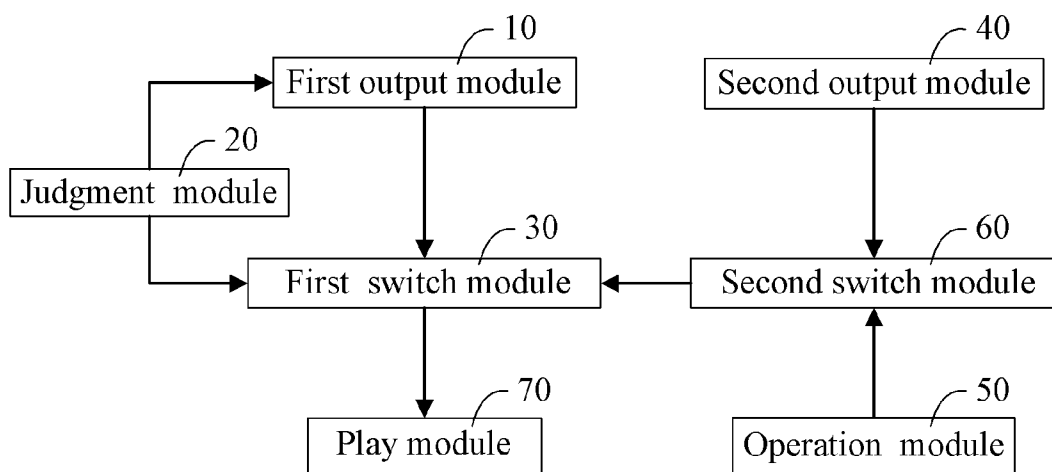 10
First output module
40
Second output module
20
Judgment module
30
First switch module
60
Second switch module
70
Play module
50
Operation module